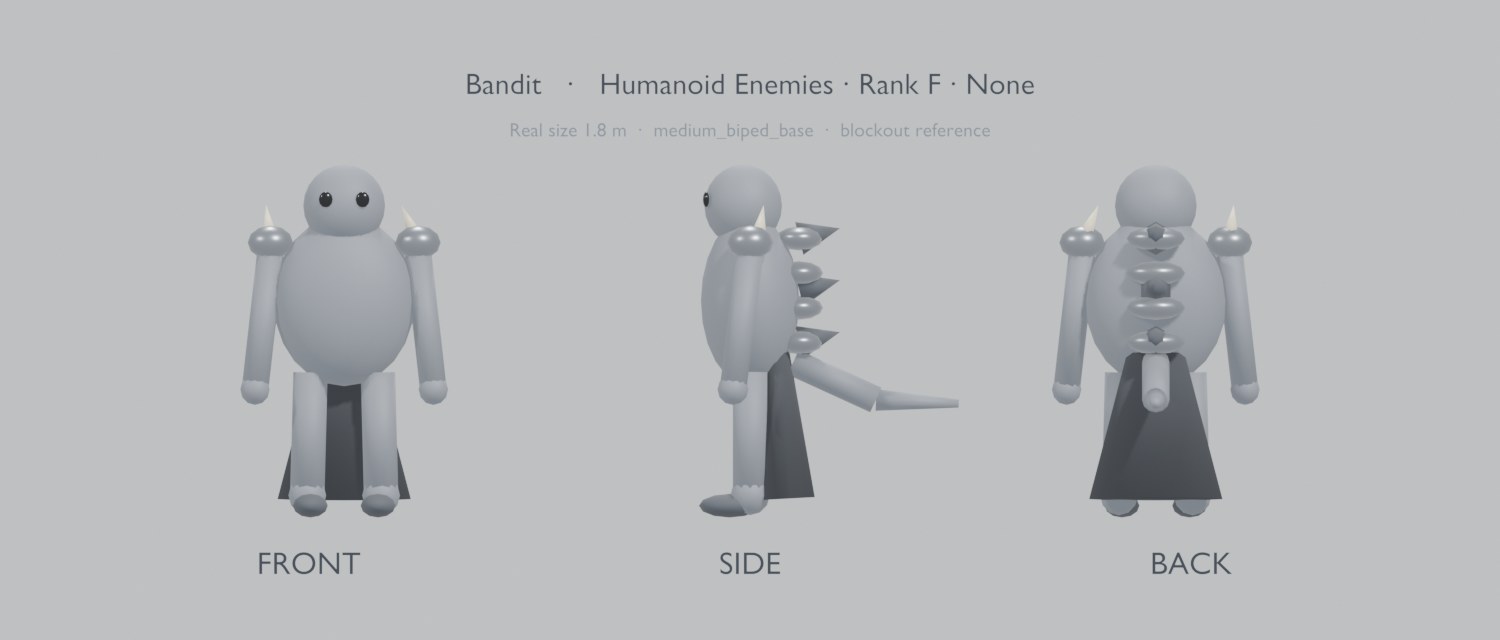 Bandit · Humanoid Enemies · Rank F · None
Real size 1.8 m · medium_biped_base · blockout reference
FRONT SIDE BACK